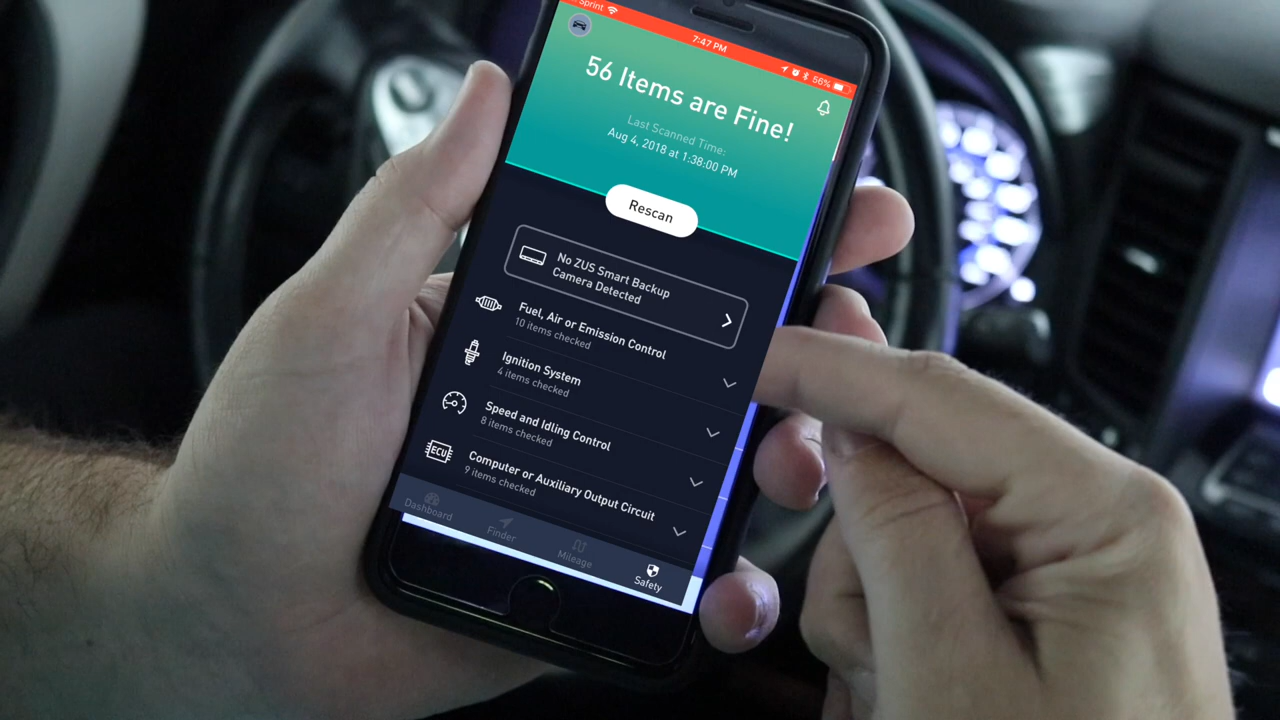 Sprint
7:47 PM
56%
56 Items are Fine!
Last Scanned Time:
Aug 4, 2018 at 1:38:00 PM
Rescan
No ZUS Smart Backup
Camera Detected
Fuel, Air or Emission Control
10 items checked
Ignition System
4 items checked
Speed and Idling Control
8 items checked
ECU
Computer or Auxiliary Output Circuit
9 items checked
Dashboard
Finder
Mileage
Safety